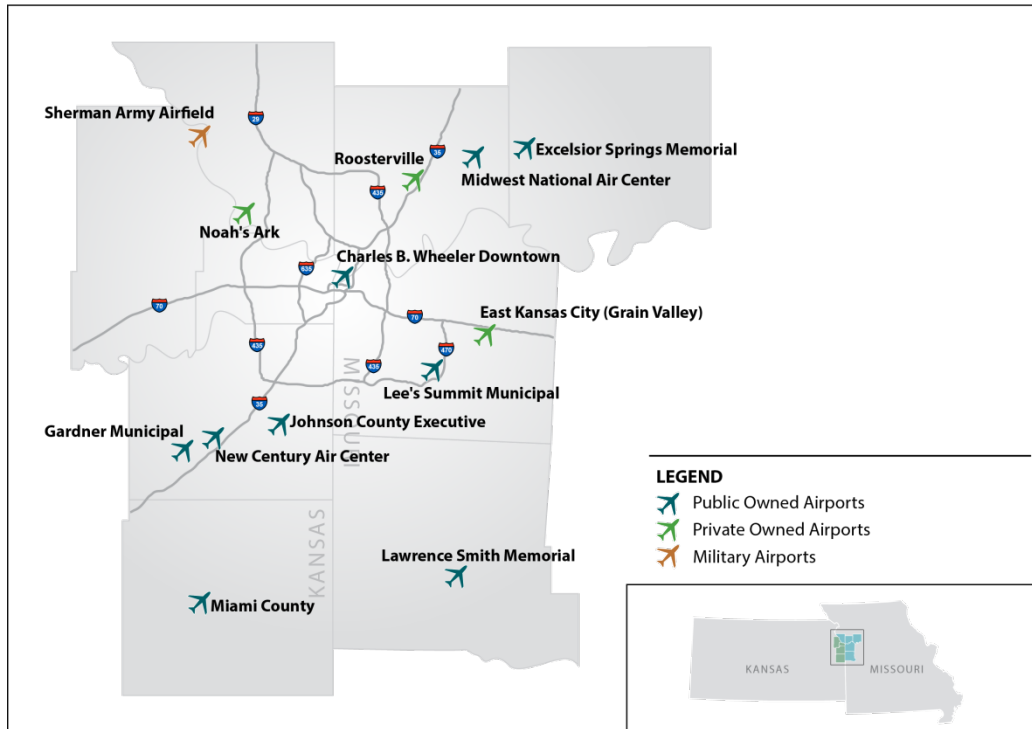 29
Sherman Army Airfield
35
Excelsior Springs Memorial
Roosterville
Midwest National Air Center
435
Noah's Ark
Charles B. Wheeler Downtown
635
70
East Kansas City (Grain Valley)
70
435
470
435
MISSOURI
Lee's Summit Municipal
35
Johnson County Executive
Gardner Municipal
New Century Air Center
LEGEND
Public Owned Airports
Private Owned Airports
Military Airports
KANSAS
Lawrence Smith Memorial
Miami County
KANSAS
MISSOURI